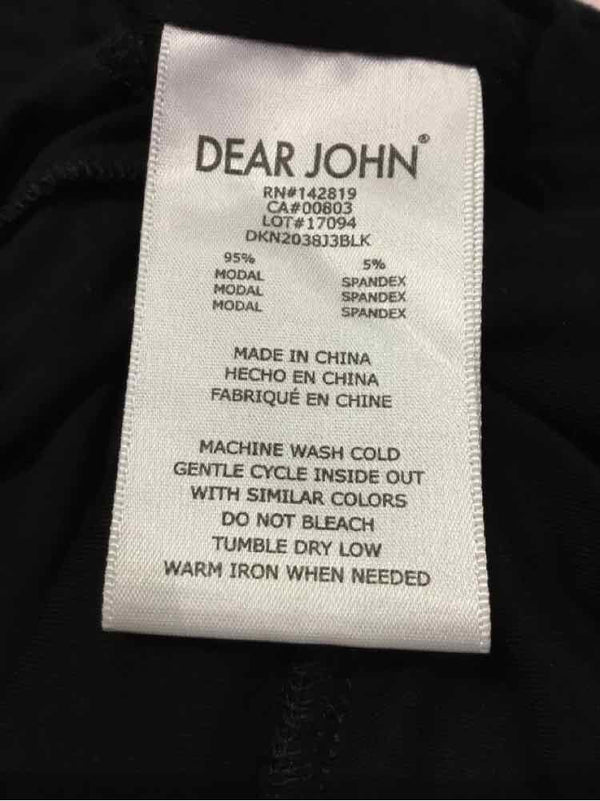 DEAR JOHN®
RN#142819
CA#00803
LOT#17094
DKN2038J3BLK
95% 5%
MODAL SPANDEX
MODAL SPANDEX
MODAL SPANDEX
MADE IN CHINA
HECHO EN CHINA
FABRIQUÉ EN CHINE
MACHINE WASH COLD
GENTLE CYCLE INSIDE OUT
WITH SIMILAR COLORS
DO NOT BLEACH
TUMBLE DRY LOW
WARM IRON WHEN NEEDED